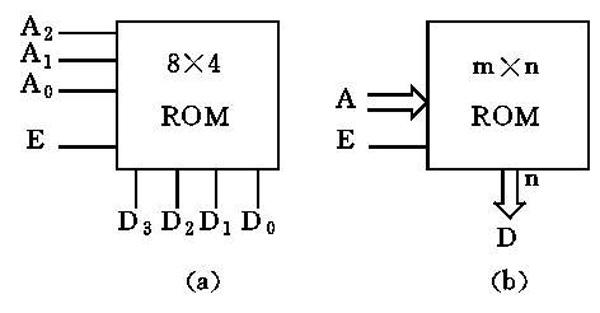 A₂
A₁
A₀
E
8×4
ROM
D₃ D₂ D₁ D₀
(a)
A
E
m×n
ROM
n
D
(b)